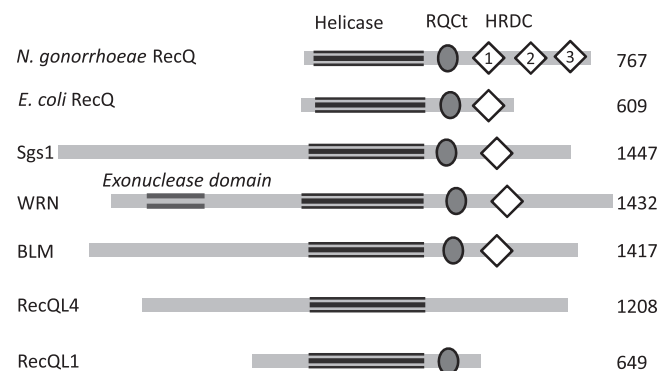 Helicase RQCt HRDC
N. gonorrhoeae RecQ 1 2 3 767
E. coli RecQ 609
Sgs1 1447
Exonuclease domain
WRN 1432
BLM 1417
RecQL4 1208
RecQL1 649